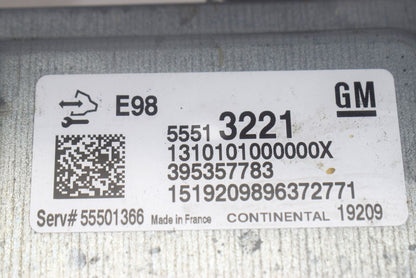 E98
GM
5551 3221
1310101000000X
395357783
1519209896372771
Serv# 55501366 Made in France CONTINENTAL 19209